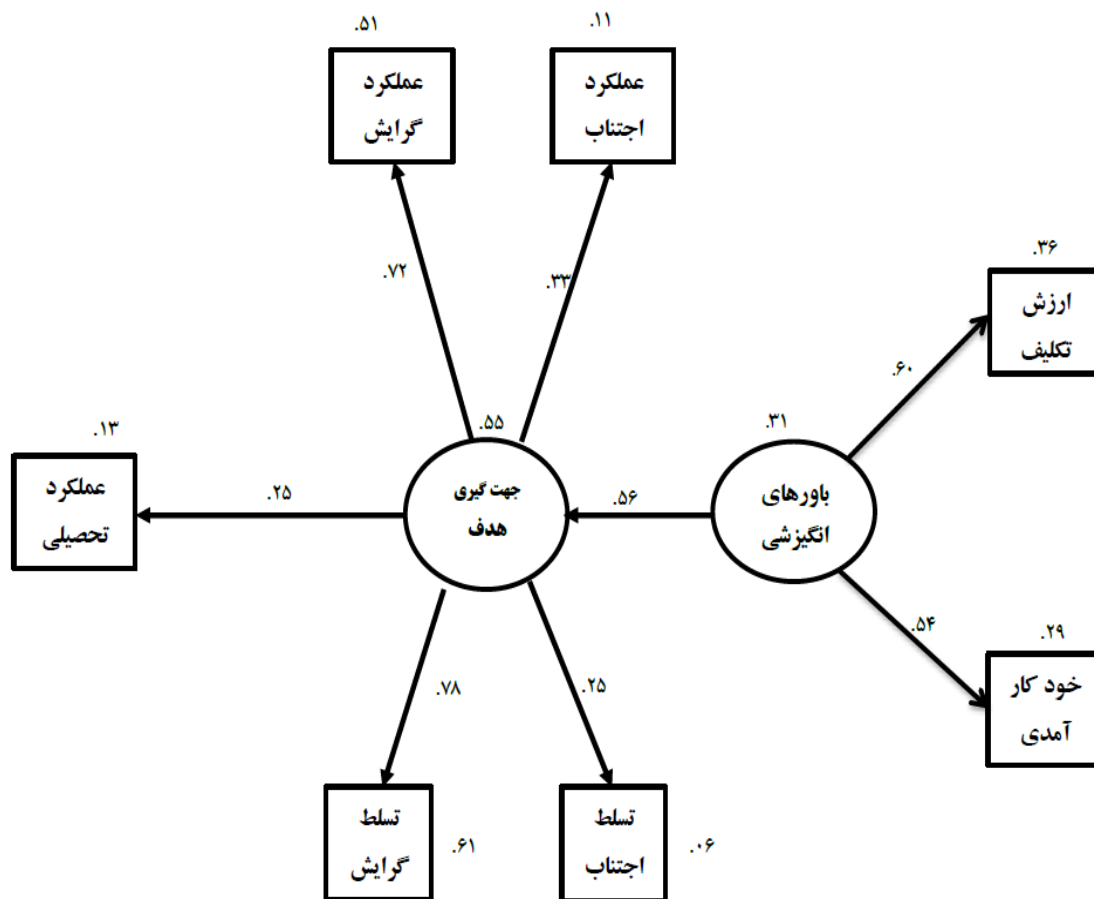 .۵۱
.۱۱
عملکرد
گرایش
عملکرد
اجتناب
.۳۶
ارزش
تکلیف
.۷۲
.۳۳
.۶۰
.۵۵
.۳۱
.۱۳
عملکرد
تحصیلی
.۲۵
جهت گیری
هدف
.۵۶
باورهای
انگیزشی
.۵۴
.۲۹
خود کار
آمدی
.۷۸
.۲۵
تسلط
گرایش
.۶۱
تسلط
اجتناب
.۰۶